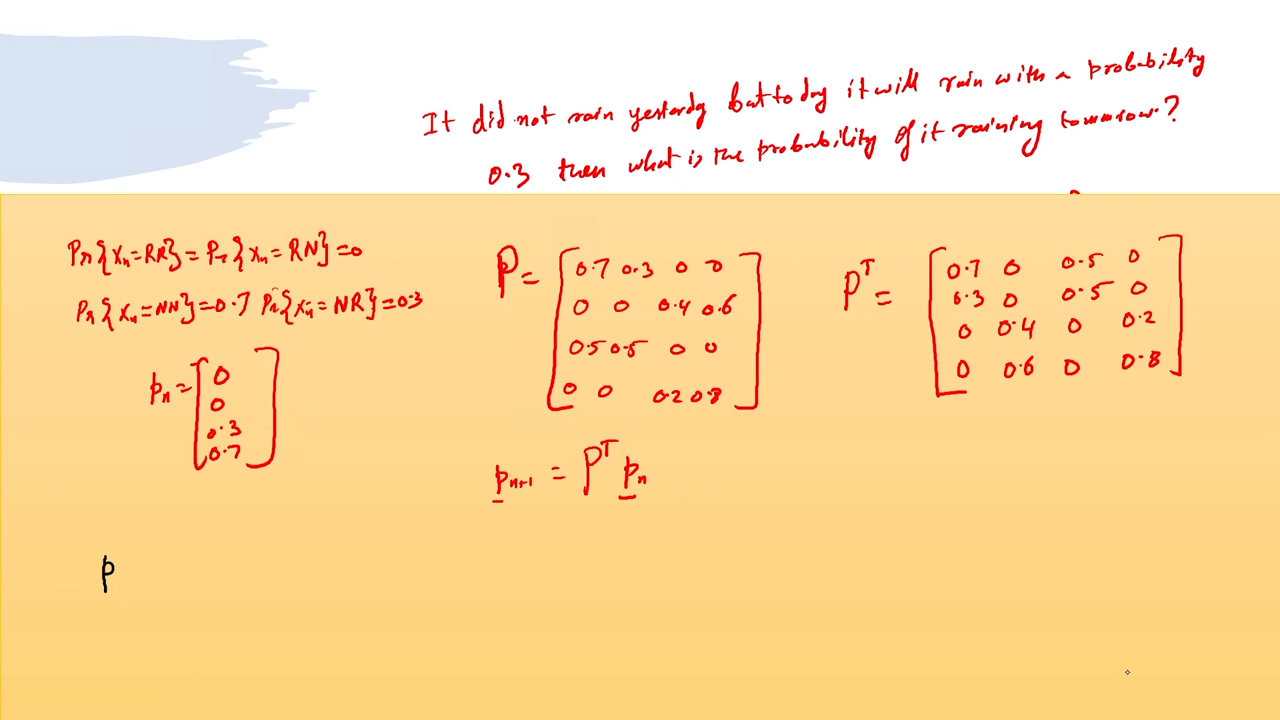 It did not rain yesterday but today it will rain with a probability
0.3 then what is the probability of it raining tomorrow?
Pr{Xn=RR}=Pr{Xn=RN}=0
Pr{Xn=NN}=0.7 Pr{Xn=NR}=0.3
pn = [0
0
0.3
0.7]
P = [0.7 0.3 0 0
0 0 0.4 0.6
0.5 0.5 0 0
0 0 0.2 0.8]
P^T = [0.7 0 0.5 0
0.3 0 0.5 0
0 0.4 0 0.2
0 0.6 0 0.8]
p_{n+1} = P^T p_n
p